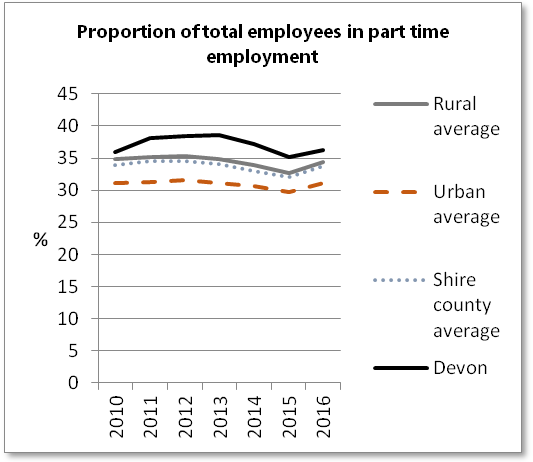 Proportion of total employees in part time
employment
45
40
35
30
25
20
15
10
5
0
%
2010
2011
2012
2013
2014
2015
2016
Rural
average
Urban
average
Shire
county
average
Devon